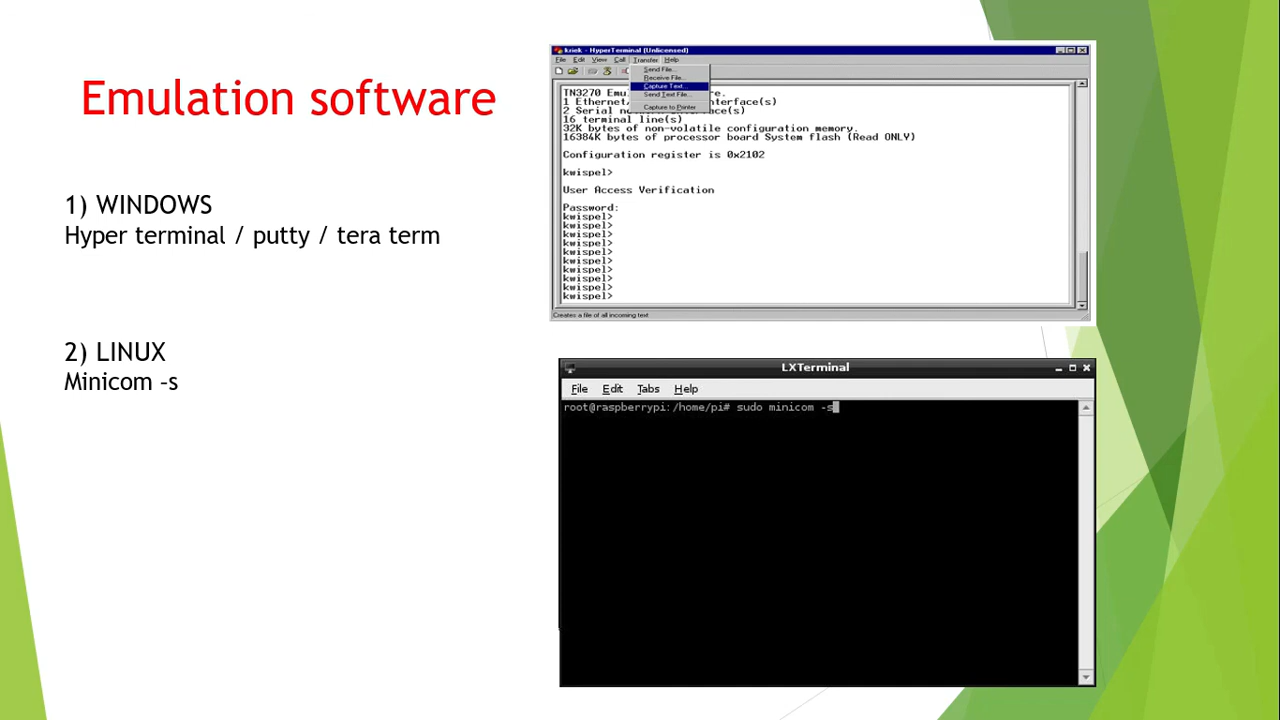 Emulation software
1) WINDOWS
Hyper terminal / putty / tera term
2) LINUX
Minicom -s
kriek - HyperTerminal (Unlicensed)
File Edit View Call Transfer Help
Send File...
Receive File...
Capture Text...
Send Text File...
Capture to Printer
TN3270 Emu re.
1 Ethernet/ terface(s)
2 Serial n ce(s)
16 terminal line(s)
32K bytes of non-volatile configuration memory.
16384K bytes of processor board System flash (Read ONLY)
Configuration register is 0x2102
kwispel>
User Access Verification
Password:
kwispel>
kwispel>
kwispel>
kwispel>
kwispel>
kwispel>
kwispel>
kwispel>
kwispel>
kwispel>
Creates a file of all incoming text
LXTerminal
File Edit Tabs Help
root@raspberrypi:/home/pi# sudo minicom -s